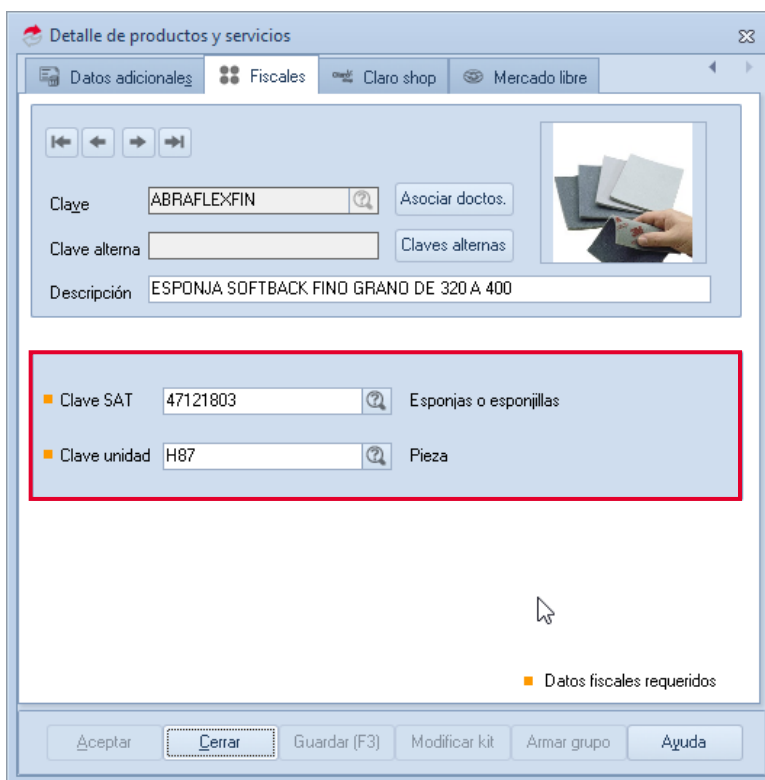 Detalle de productos y servicios
Datos adicionales Fiscales Claro shop Mercado libre
Clave ABRAFLEXFIN Asociar doctos.
Clave alterna Claves alternas
Descripción ESPONJA SOFTBACK FINO GRANO DE 320 A 400
Clave SAT 47121803 Esponjas o esponjillas
Clave unidad H87 Pieza
Datos fiscales requeridos
Aceptar Cerrar Guardar (F3) Modificar kit Armar grupo Ayuda